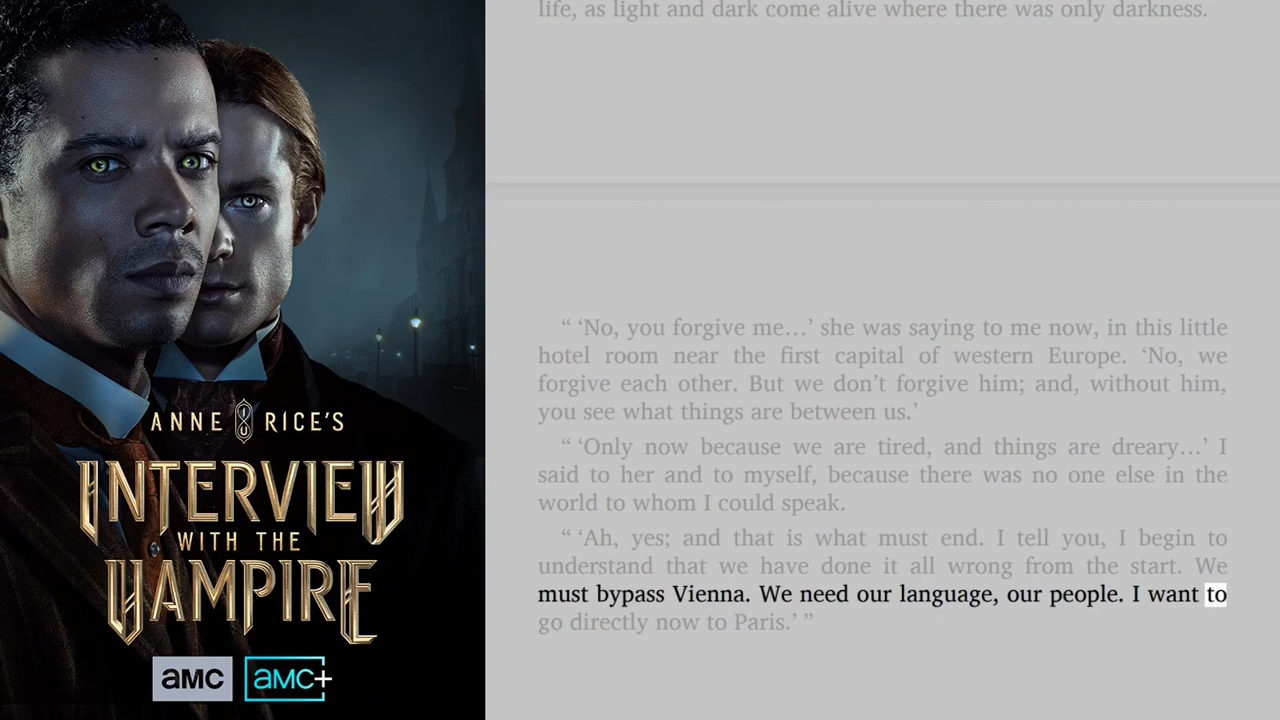 ANNE RICE'S
INTERVIEW
WITH THE
VAMPIRE
aMC
aMC+
life, as light and dark come alive where there was only darkness.
“ ‘No, you forgive me…’ she was saying to me now, in this little
hotel room near the first capital of western Europe. ‘No, we
forgive each other. But we don’t forgive him; and, without him,
you see what things are between us.’
“ ‘Only now because we are tired, and things are dreary…’ I
said to her and to myself, because there was no one else in the
world to whom I could speak.
“ ‘Ah, yes; and that is what must end. I tell you, I begin to
understand that we have done it all wrong from the start. We
must bypass Vienna. We need our language, our people. I want to
go directly now to Paris.’ ”